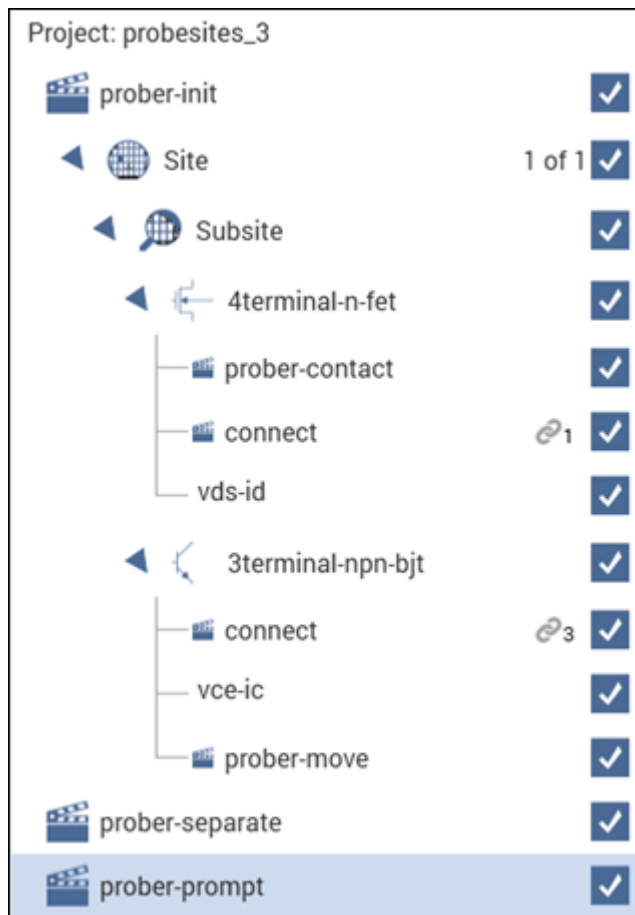 Project: probesites_3
prober-init
Site 1 of 1
Subsite
4terminal-n-fet
prober-contact
connect 1
vds-id
3terminal-npn-bjt
connect 3
vce-ic
prober-move
prober-separate
prober-prompt